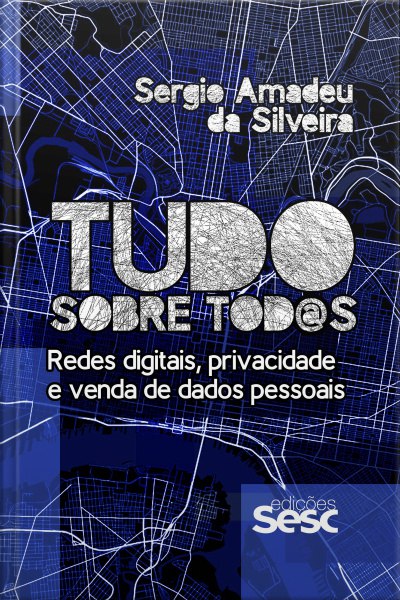 Sergio Amadeu
da Silveira
TUDO
SOBRE TOD@S
Redes digitais, privacidade
e venda de dados pessoais
edições
Sesc